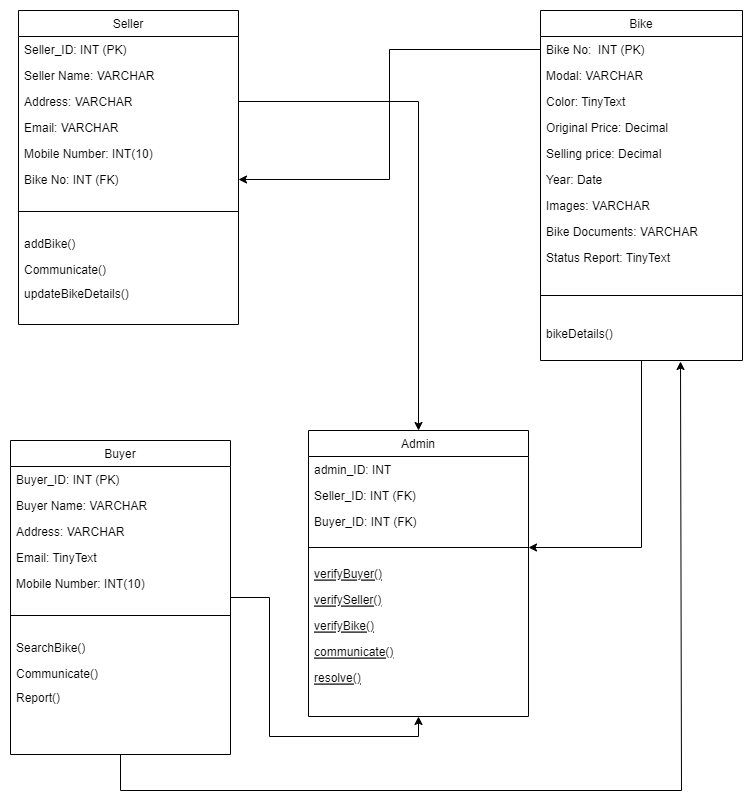 Seller
Seller_ID: INT (PK)
Seller Name: VARCHAR
Address: VARCHAR
Email: VARCHAR
Mobile Number: INT(10)
Bike No: INT (FK)
addBike()
Communicate()
updateBikeDetails()
Bike
Bike No:  INT (PK)
Modal: VARCHAR
Color: TinyText
Original Price: Decimal
Selling price: Decimal
Year: Date
Images: VARCHAR
Bike Documents: VARCHAR
Status Report: TinyText
bikeDetails()
Buyer
Buyer_ID: INT (PK)
Buyer Name: VARCHAR
Address: VARCHAR
Email: TinyText
Mobile Number: INT(10)
SearchBike()
Communicate()
Report()
Admin
admin_ID: INT
Seller_ID: INT (FK)
Buyer_ID: INT (FK)
verifyBuyer()
verifySeller()
verifyBike()
communicate()
resolve()